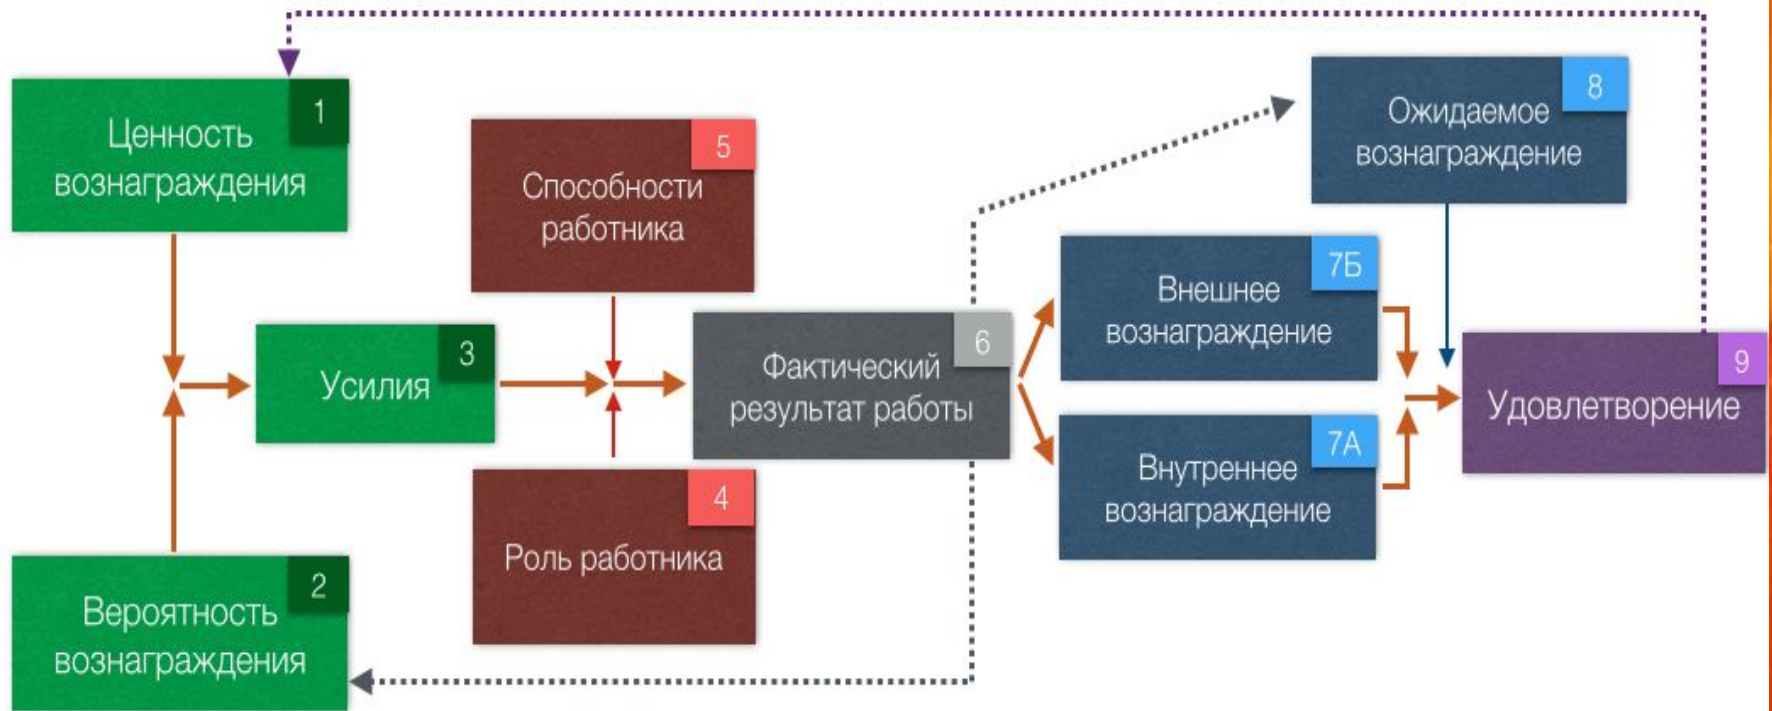 1
Ценность
вознаграждения
2
Вероятность
вознаграждения
3
Усилия
5
Способности
работника
4
Роль работника
6
Фактический
результат работы
8
Ожидаемое
вознаграждение
7Б
Внешнее
вознаграждение
7А
Внутреннее
вознаграждение
9
Удовлетворение